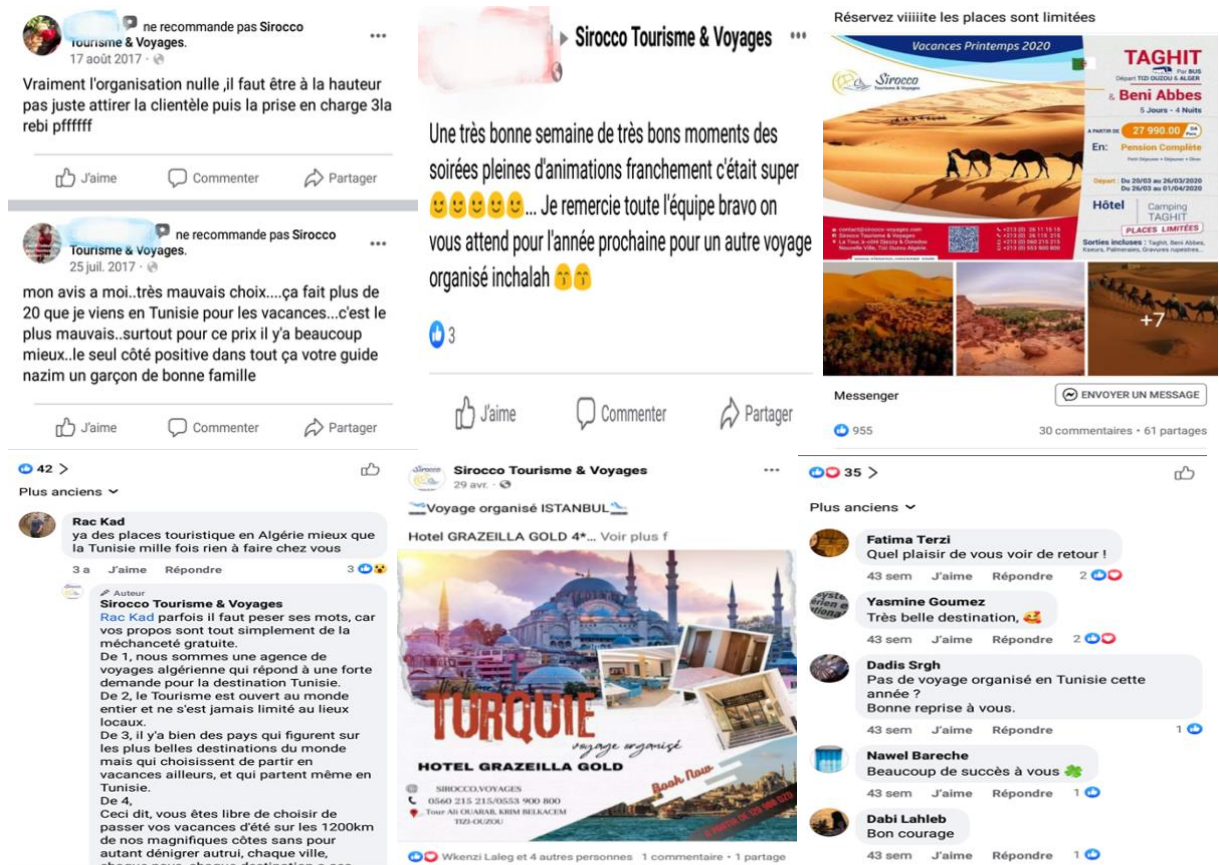 ne recommande pas Sirocco
Tourisme & Voyages.
17 août 2017
Vraiment l'organisation nulle ,il faut être à la hauteur
pas juste attirer la clientèle puis la prise en charge 3la
rebi pffffff
J'aime Commenter Partager
ne recommande pas Sirocco
Tourisme & Voyages.
25 juil. 2017
mon avis a moi..très mauvais choix....ça fait plus de
20 que je viens en Tunisie pour les vacances...c'est le
plus mauvais..surtout pour ce prix il y'a beaucoup
mieux..le seul côté positive dans tout ça votre guide
nazim un garçon de bonne famille
J'aime Commenter Partager
Sirocco Tourisme & Voyages
Une très bonne semaine de très bons moments des
soirées pleines d'animations franchement c'était super
😊😊😊😊😊... Je remercie toute l'équipe bravo on
vous attend pour l'année prochaine pour un autre voyage
organisé inchalah 😙😙
3
J'aime Commenter Partager
Réservez viiiiite les places sont limitées
Vacances Printemps 2020
Sirocco
Tourisme & Voyages
TAGHIT
Par BUS
Départ TIZI OUZOU & ALGER
& Beni Abbes
5 Jours - 4 Nuits
A PARTIR DE 27 990.00 DA
En: Pension Complète
Petit Déjeuner + Déjeuner + Dîner
Départ : Du 20/03 au 26/03/2020
Du 26/03 au 01/04/2020
Hôtel Camping
TAGHIT
PLACES LIMITÉES
Sorties incluses : Taghit, Beni Abbes,
Kseurs, Palmeraies, Gravures rupestres...
contact@sirocco-voyages.com
Sirocco Tourisme & Voyages
Nouvelle Ville, Tizi Ouzou Algérie
+7
Messenger
ENVOYER UN MESSAGE
955
30 commentaires • 61 partages
42 >
Plus anciens
Rac Kad
ya des places touristique en Algérie mieux que
la Tunisie mille fois rien à faire chez vous
3 a J'aime Répondre 3
Auteur
Sirocco Tourisme & Voyages
Rac Kad parfois il faut peser ses mots, car
vos propos sont tout simplement de la
méchanceté gratuite.
De 1, nous sommes une agence de
voyages algérienne qui répond à une forte
demande pour la destination Tunisie.
De 2, le Tourisme est ouvert au monde
entier et ne s'est jamais limité au lieux
locaux.
De 3, il y'a bien des pays qui figurent sur
les plus belles destinations du monde
mais qui choisissent de partir en
vacances ailleurs, et qui partent même en
Tunisie.
De 4,
Ceci dit, vous êtes libre de choisir de
passer vos vacances d'été sur les 1200km
de nos magnifiques côtes sans pour
autant dénigrer autrui, chaque ville,
Sirocco
Sirocco Tourisme & Voyages
29 avr.
Voyage organisé ISTANBUL
Hotel GRAZEILLA GOLD 4*... Voir plus f
TURQUIE
voyage organisé
HOTEL GRAZEILLA GOLD
Book Now
SIROCCO.VOYAGES
0560 215 215/0553 900 800
Tour Ali OUARAB, KRIM BELKACEM
TIZI-OUZOU
Wkenzi Laleg et 4 autres personnes 1 commentaire • 1 partage
35 >
Plus anciens
Fatima Terzi
Quel plaisir de vous voir de retour !
43 sem J'aime Répondre 2
Yasmine Goumez
Très belle destination, 🥰
43 sem J'aime Répondre 2
Dadis Srgh
Pas de voyage organisé en Tunisie cette
année ?
Bonne reprise à vous.
43 sem J'aime Répondre 1
Nawel Bareche
Beaucoup de succès à vous 🍀
43 sem J'aime Répondre 1
Dabi Lahleb
Bon courage
43 sem J'aime Répondre 1